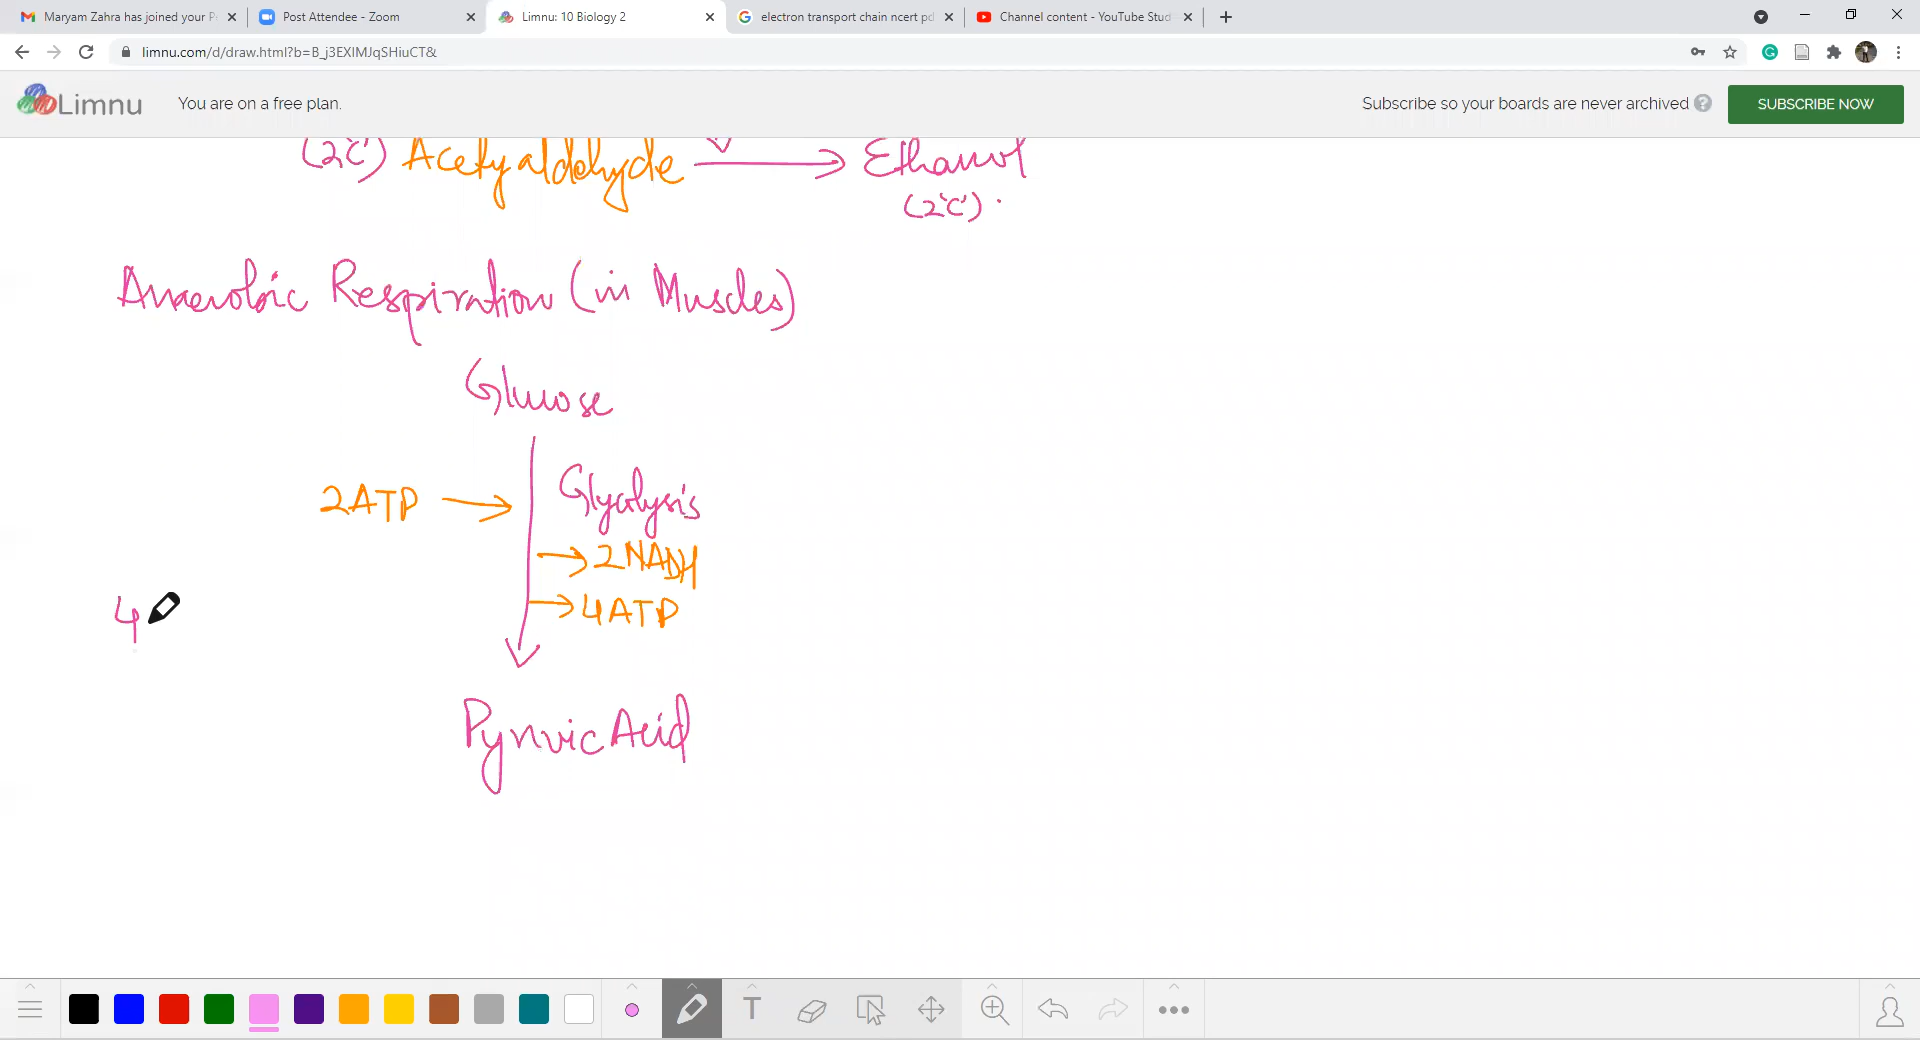 Maryam Zahra has joined your P
Post Attendee - Zoom
Limnu: 10 Biology 2
electron transport chain ncert pd
Channel content - YouTube Stud
limnu.com/d/draw.html?b=B_j3EXIMJqSHiuCT&
Limnu
You are on a free plan.
Subscribe so your boards are never archived ?
SUBSCRIBE NOW
(2'C') Acetyaldehyde → Ethanol
(2'C')
Anaerobic Respiration (in Muscles)
Glucose
2ATP → Glycolysis
→ 2NADH
→ 4ATP
4
Pyruvic Acid
T